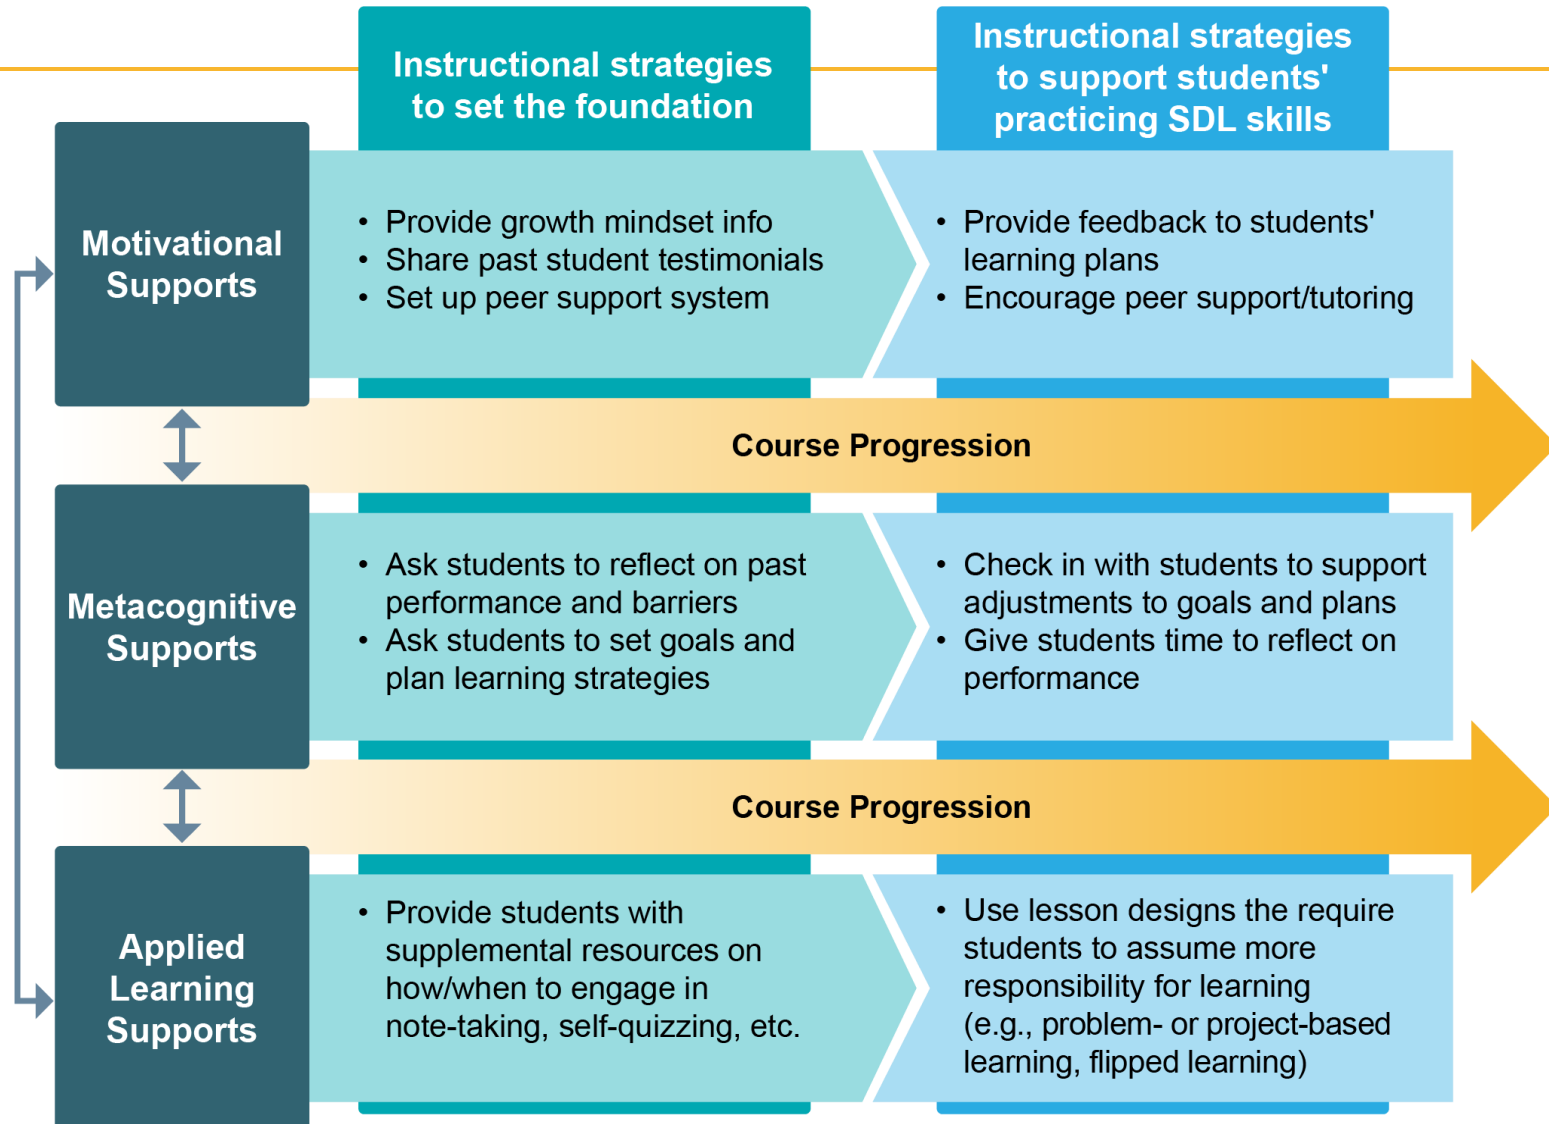 Instructional strategies
to set the foundation
Instructional strategies
to support students'
practicing SDL skills
Motivational
Supports
• Provide growth mindset info
• Share past student testimonials
• Set up peer support system
• Provide feedback to students'
learning plans
• Encourage peer support/tutoring
Course Progression
Metacognitive
Supports
• Ask students to reflect on past
performance and barriers
• Ask students to set goals and
plan learning strategies
• Check in with students to support
adjustments to goals and plans
• Give students time to reflect on
performance
Course Progression
Applied
Learning
Supports
• Provide students with
supplemental resources on
how/when to engage in
note-taking, self-quizzing, etc.
• Use lesson designs the require
students to assume more
responsibility for learning
(e.g., problem- or project-based
learning, flipped learning)